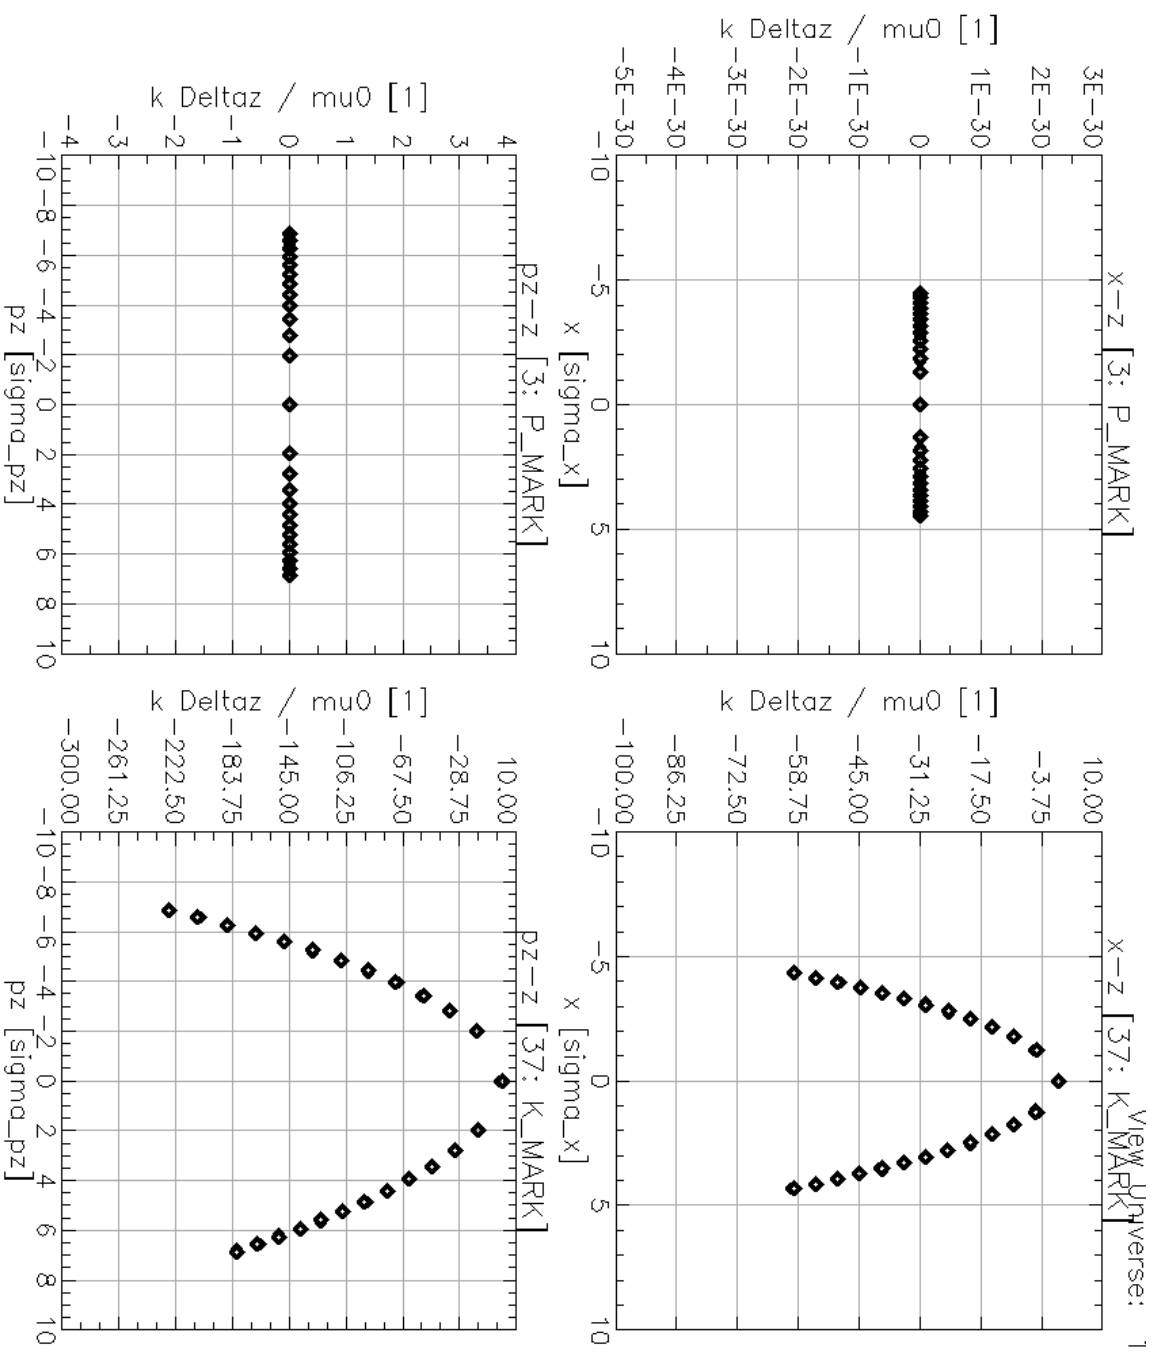 View Universe:
x-z [3: P_MARK]
k Deltaz / mu0 [1]
-5E-30
-4E-30
-3E-30
-2E-30
-1E-30
0
1E-30
2E-30
3E-30
-10 -5 0 5 10
x [sigma_x]
x-z [37: K_MARK]
k Deltaz / mu0 [1]
-100.00
-86.25
-72.50
-58.75
-45.00
-31.25
-17.50
-3.75
10.00
-10 -5 0 5 10
x [sigma_x]
pz-z [3: P_MARK]
k Deltaz / mu0 [1]
-4
-3
-2
-1
0
1
2
3
4
-10 -8 -6 -4 -2 0 2 4 6 8 10
pz [sigma_pz]
pz-z [37: K_MARK]
k Deltaz / mu0 [1]
-300.00
-261.25
-222.50
-183.75
-145.00
-106.25
-67.50
-28.75
10.00
-10 -8 -6 -4 -2 0 2 4 6 8 10
pz [sigma_pz]